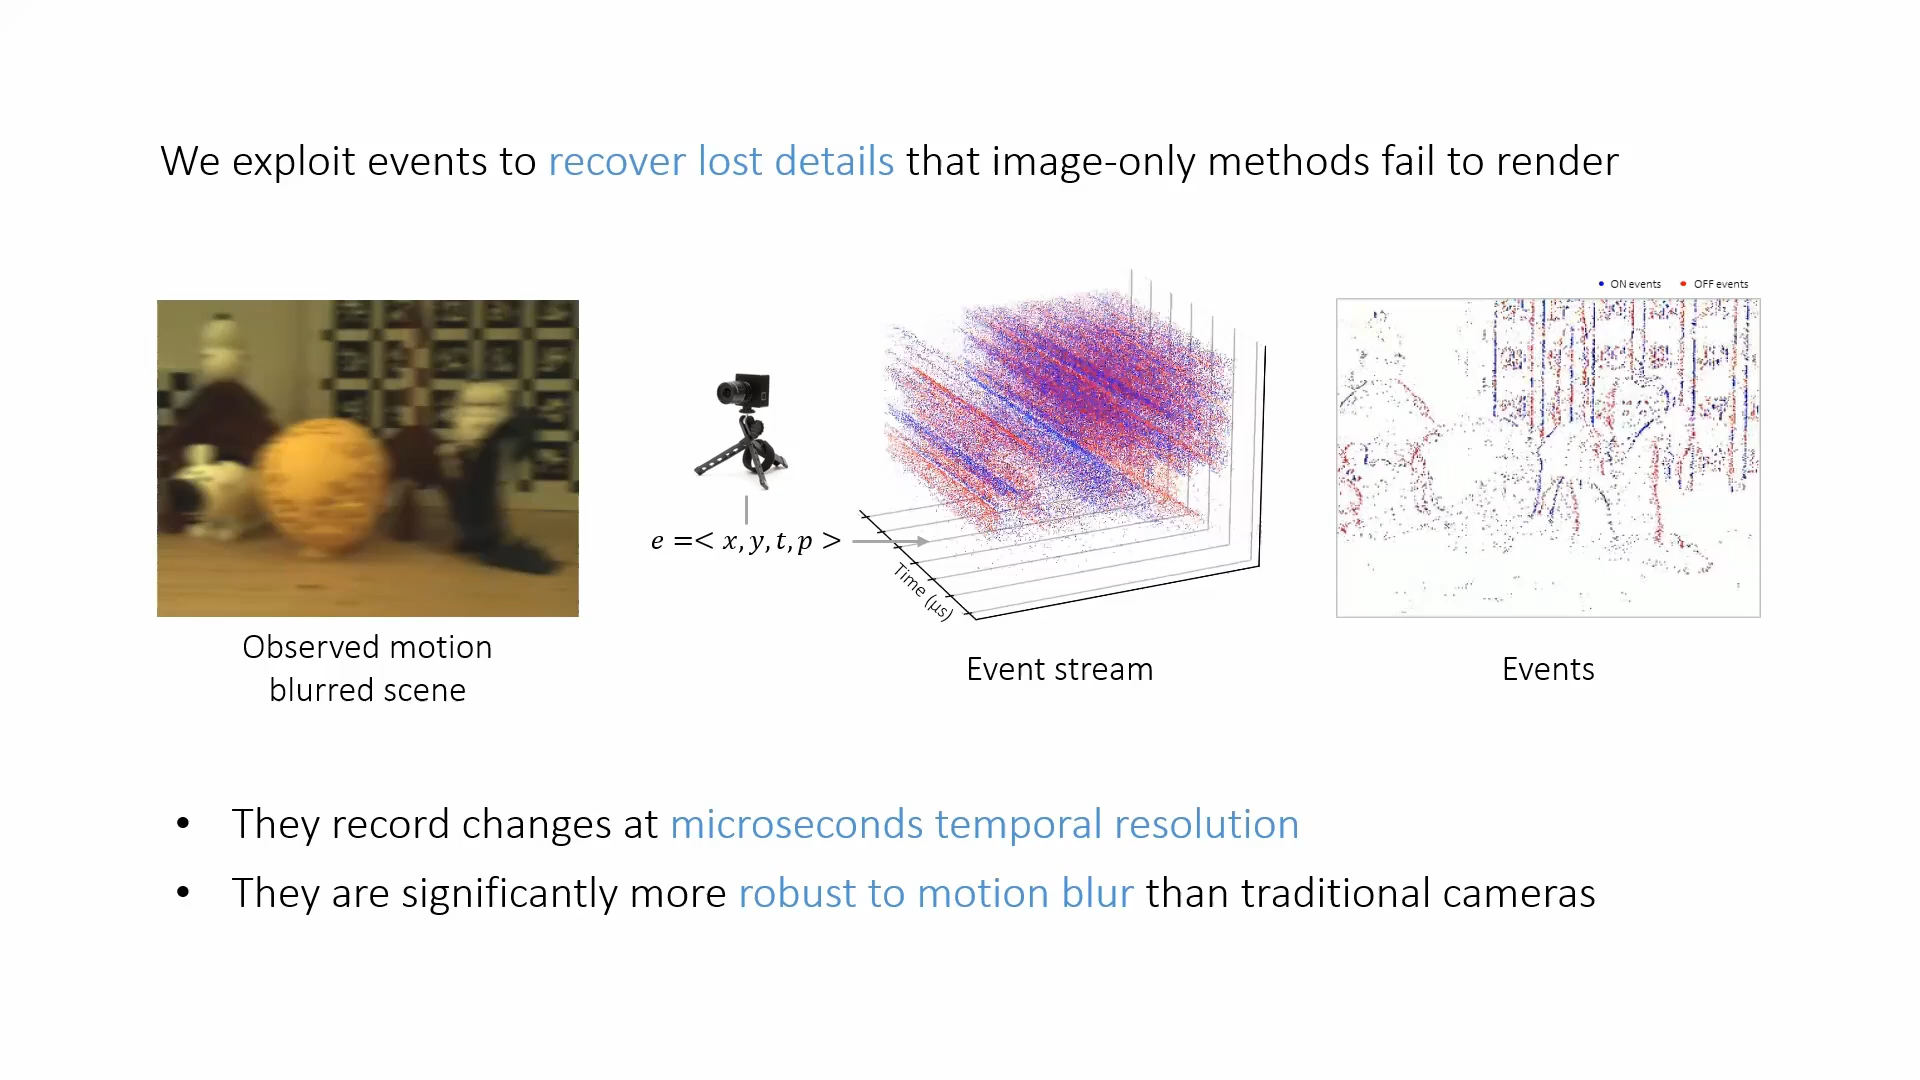 We exploit events to recover lost details that image-only methods fail to render
• ON events • OFF events
e =< x, y, t, p >
Time (μs)
Observed motion
blurred scene
Event stream
Events
• They record changes at microseconds temporal resolution
• They are significantly more robust to motion blur than traditional cameras